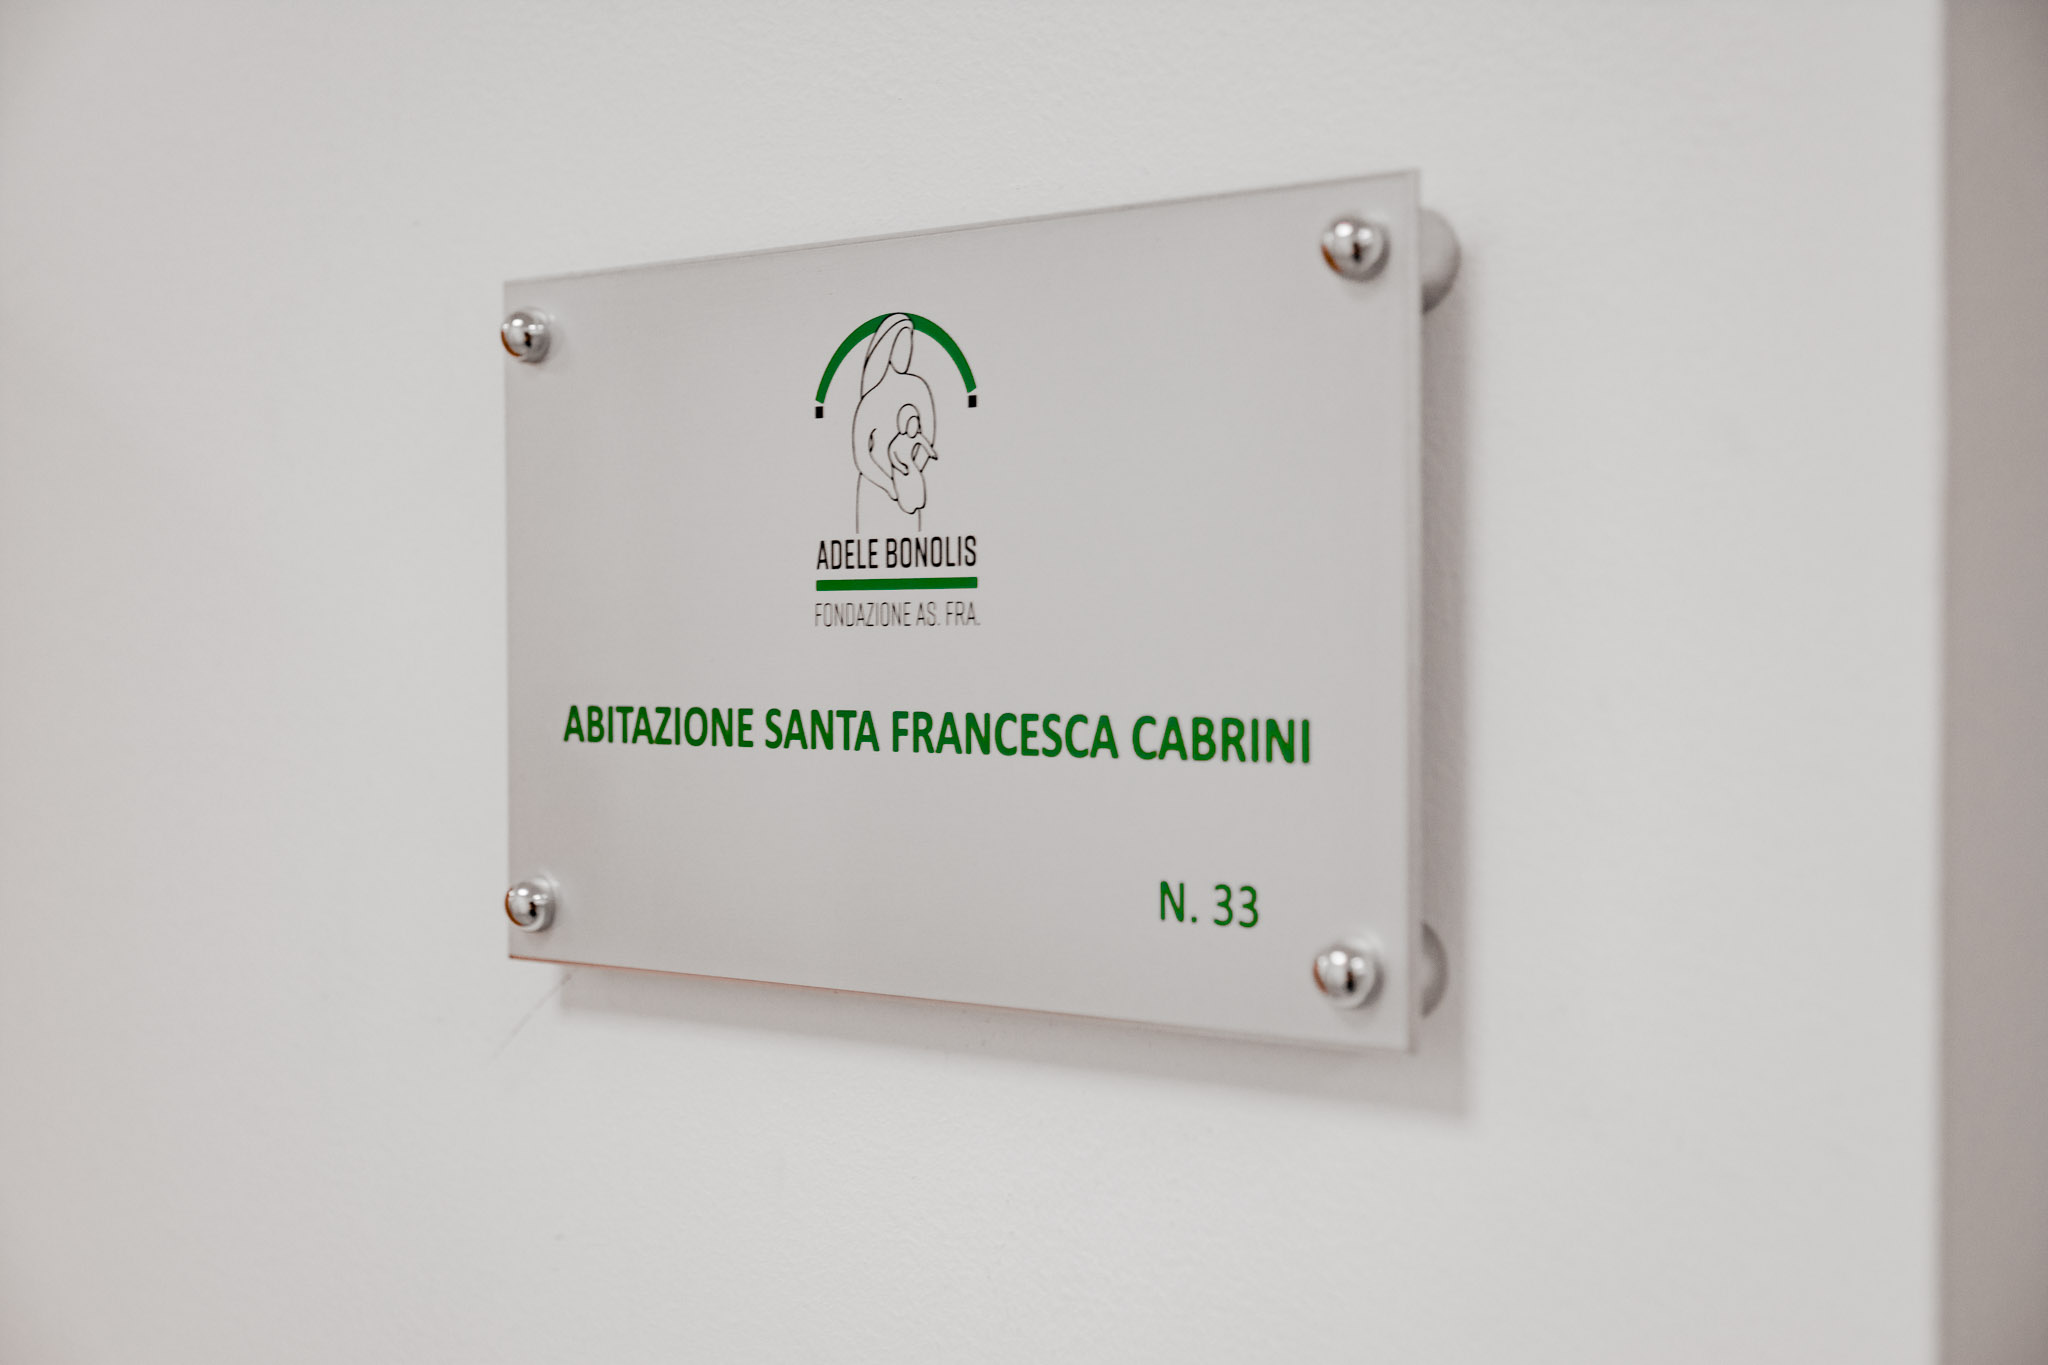 ADELE BONOLIS
FONDAZIONE AS. FRA.
ABITAZIONE SANTA FRANCESCA CABRINI
N. 33